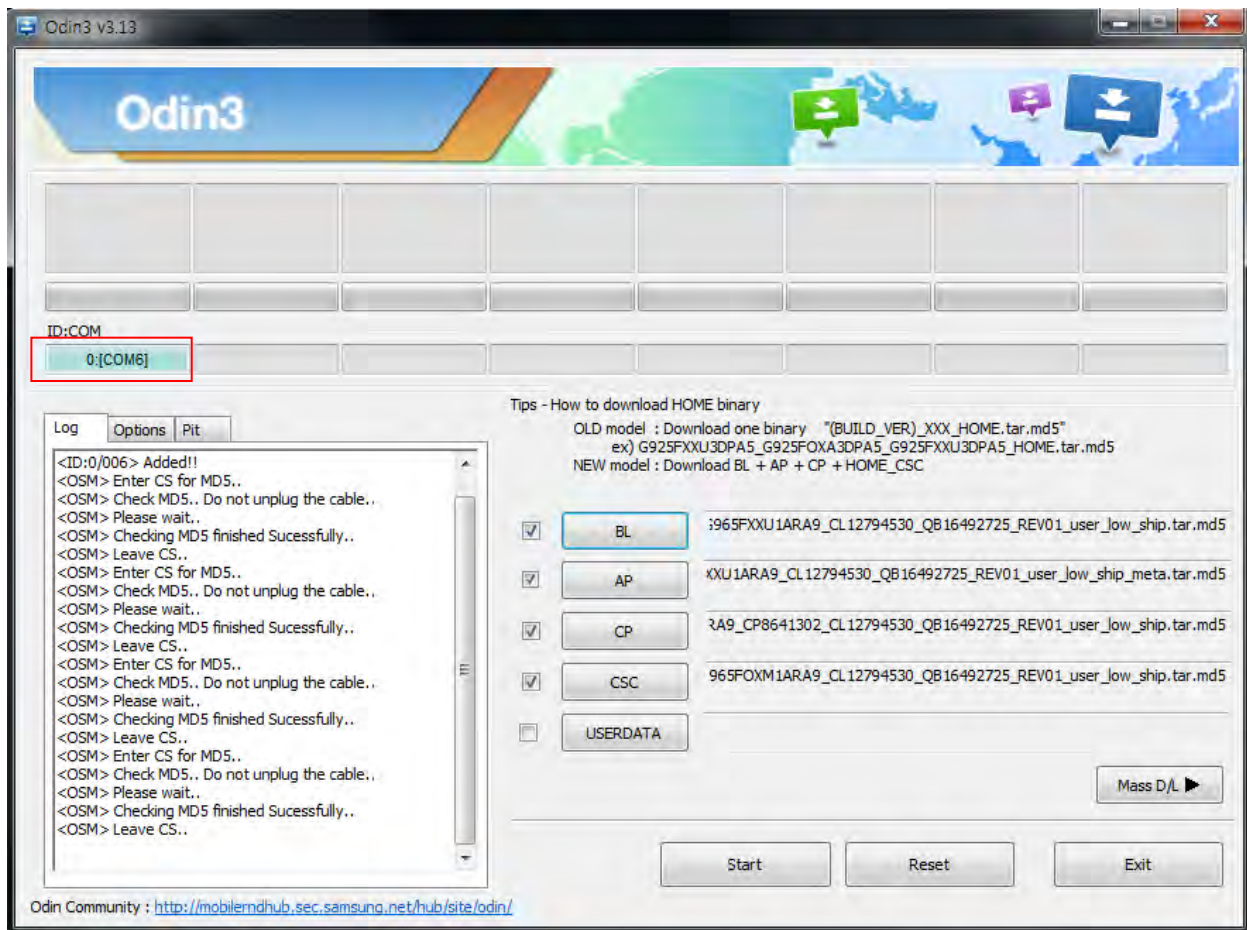 Odin3 v3.13
Odin3
ID:COM
0:[COM6]
Log Options Pit
<ID:0/006> Added!!
<OSM> Enter CS for MD5..
<OSM> Check MD5.. Do not unplug the cable..
<OSM> Please wait..
<OSM> Checking MD5 finished Sucessfully..
<OSM> Leave CS..
<OSM> Enter CS for MD5..
<OSM> Check MD5.. Do not unplug the cable..
<OSM> Please wait..
<OSM> Checking MD5 finished Sucessfully..
<OSM> Leave CS..
<OSM> Enter CS for MD5..
<OSM> Check MD5.. Do not unplug the cable..
<OSM> Please wait..
<OSM> Checking MD5 finished Sucessfully..
<OSM> Leave CS..
<OSM> Enter CS for MD5..
<OSM> Check MD5.. Do not unplug the cable..
<OSM> Please wait..
<OSM> Checking MD5 finished Sucessfully..
<OSM> Leave CS..
Tips - How to download HOME binary
OLD model : Download one binary "(BUILD_VER)_XXX_HOME.tar.md5"
ex) G925FXXU3DPA5_G925FOXA3DPA5_G925FXXU3DPA5_HOME.tar.md5
NEW model : Download BL + AP + CP + HOME_CSC
BL 965FXXU1ARA9_CL12794530_QB16492725_REV01_user_low_ship.tar.md5
AP XXU1ARA9_CL12794530_QB16492725_REV01_user_low_ship_meta.tar.md5
CP RA9_CP8641302_CL12794530_QB16492725_REV01_user_low_ship.tar.md5
CSC 965FOXM1ARA9_CL12794530_QB16492725_REV01_user_low_ship.tar.md5
USERDATA
Mass D/L
Start Reset Exit
Odin Community : http://mobilerndhub.sec.samsung.net/hub/site/odin/